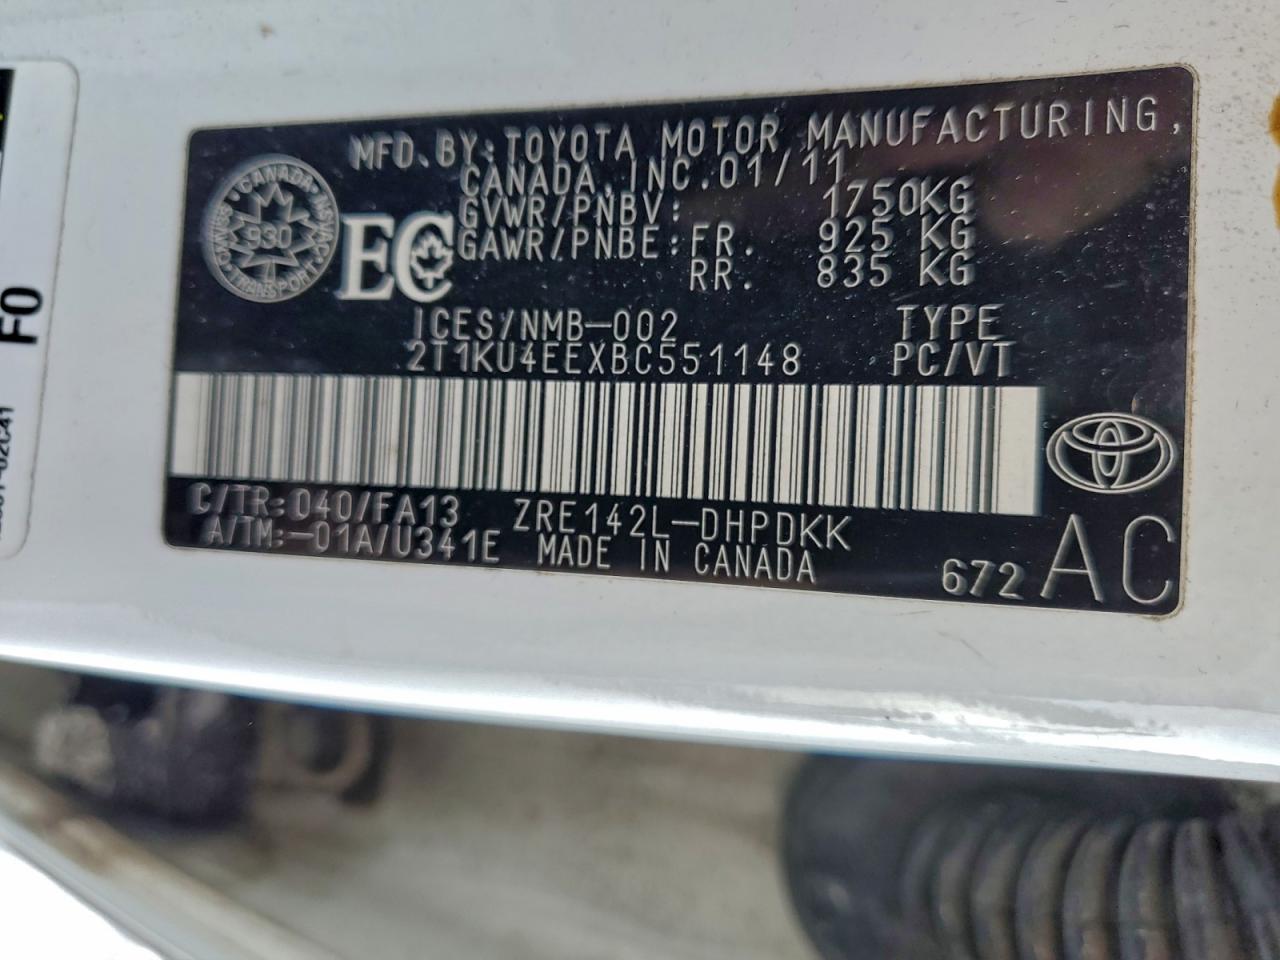 MFD. BY: TOYOTA MOTOR MANUFACTURING,
CANADA, INC. 01/11
GVWR/PNBV: 1750KG
GAWR/PNBE: FR. 925 KG
RR. 835 KG
CANADA
930
TRANSPORT
EC
ICES/NMB-002 TYPE
2T1KU4EEXBC551148 PC/VT
C/TR: 040/FA13 ZRE142L-DHPDKK
A/TM: -01A/U341E MADE IN CANADA
672 AC
F0